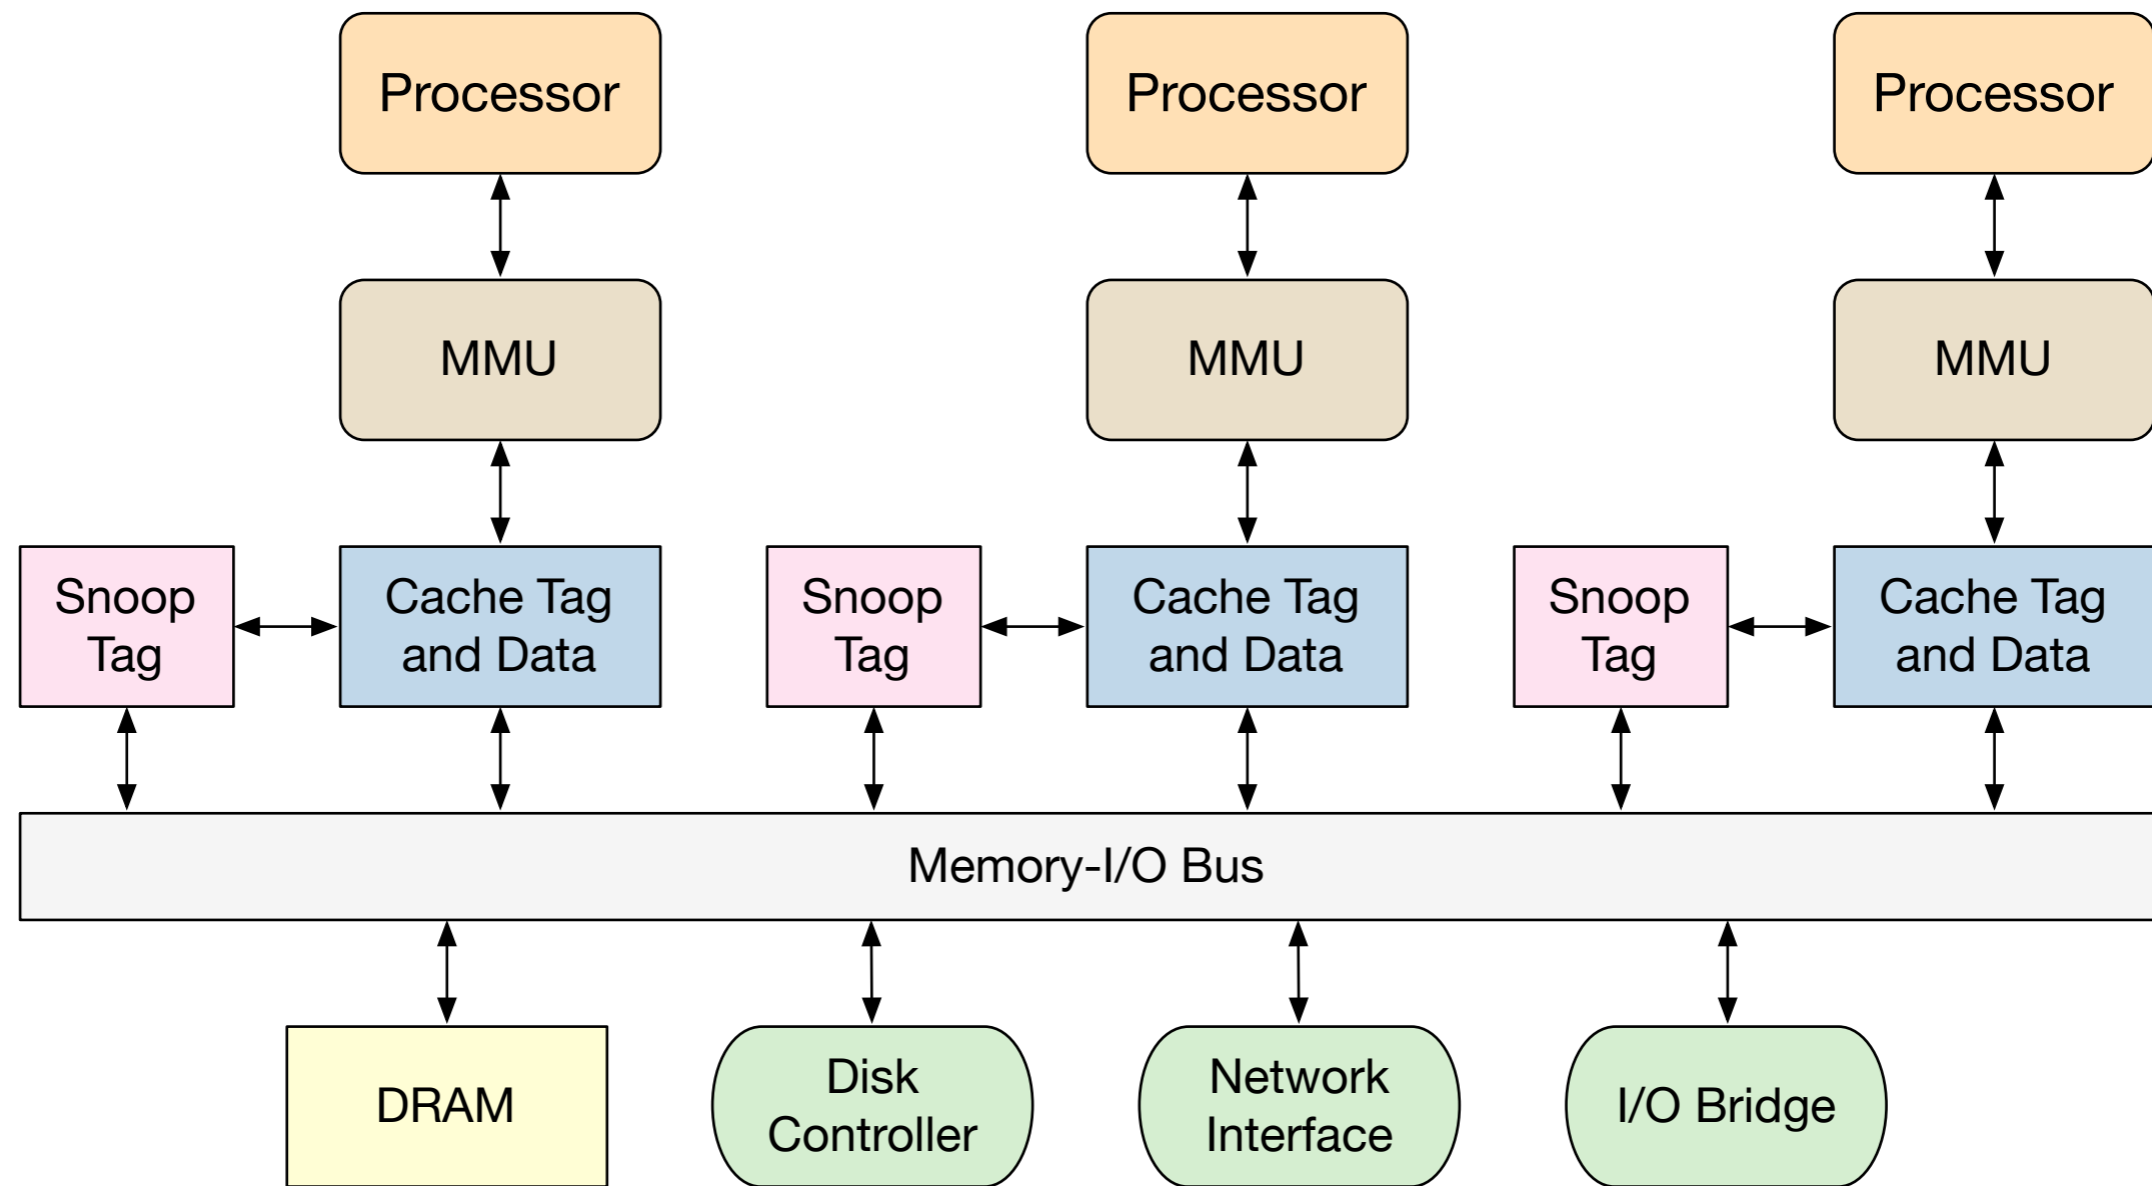 Processor
Processor
Processor
MMU
MMU
MMU
Snoop
Tag
Cache Tag
and Data
Snoop
Tag
Cache Tag
and Data
Snoop
Tag
Cache Tag
and Data
Memory-I/O Bus
DRAM
Disk
Controller
Network
Interface
I/O Bridge